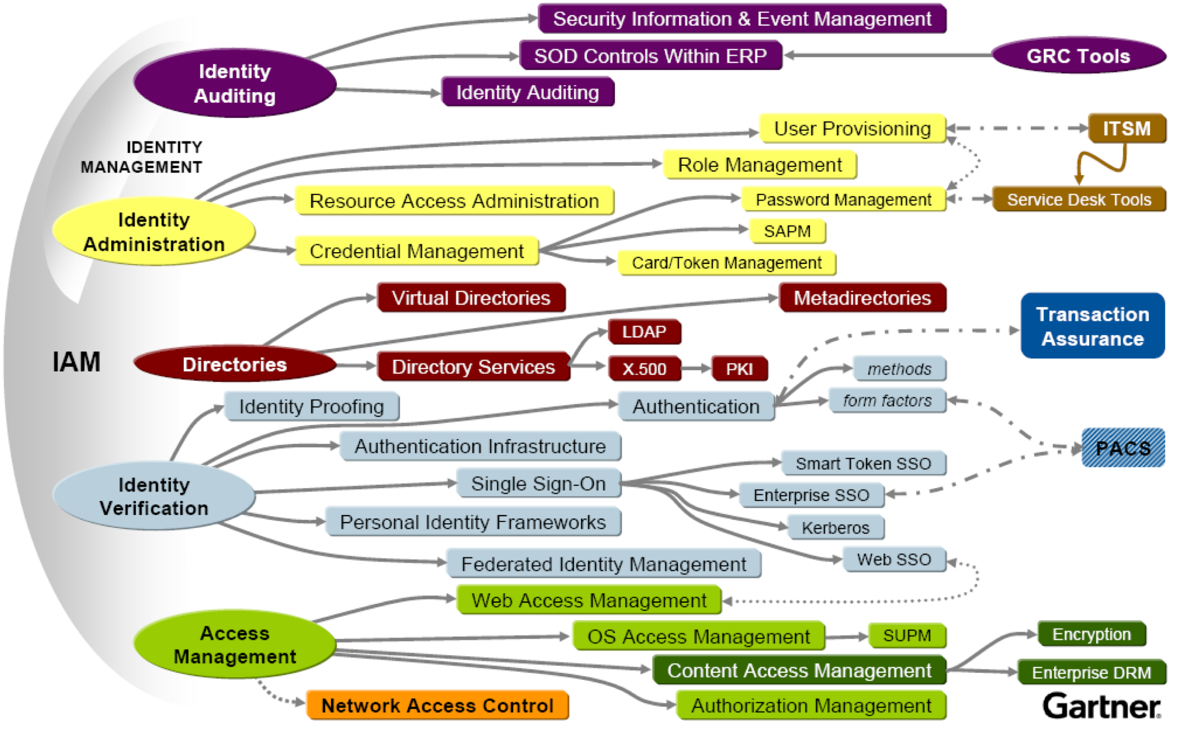 Security Information & Event Management
SOD Controls Within ERP
GRC Tools
Identity
Auditing
Identity Auditing
User Provisioning
ITSM
IDENTITY
MANAGEMENT
Role Management
Resource Access Administration
Password Management
Service Desk Tools
Identity
Administration
SAPM
Credential Management
Card/Token Management
Virtual Directories
Metadirectories
Transaction
Assurance
LDAP
IAM
Directories
Directory Services
X.500
PKI
methods
form factors
Identity Proofing
Authentication
Authentication Infrastructure
PACS
Smart Token SSO
Single Sign-On
Identity
Verification
Enterprise SSO
Personal Identity Frameworks
Kerberos
Web SSO
Federated Identity Management
Web Access Management
Access
Management
OS Access Management
SUPM
Encryption
Content Access Management
Enterprise DRM
Network Access Control
Authorization Management
Gartner